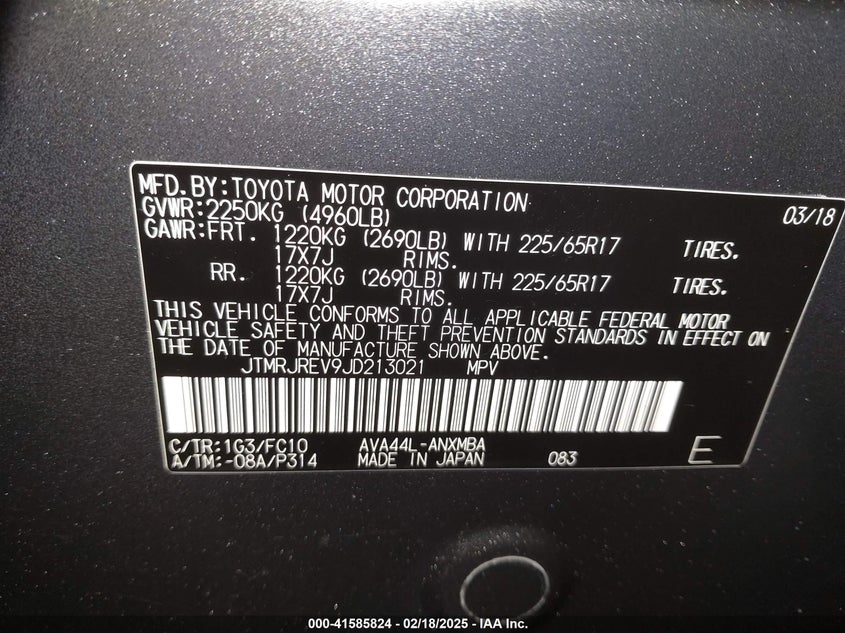 MFD.BY:TOYOTA MOTOR CORPORATION 03/18
GVWR:2250KG (4960LB)
GAWR:FRT. 1220KG (2690LB) WITH 225/65R17 TIRES.
17X7J RIMS.
RR. 1220KG (2690LB) WITH 225/65R17 TIRES.
17X7J RIMS.
THIS VEHICLE CONFORMS TO ALL APPLICABLE FEDERAL MOTOR
VEHICLE SAFETY AND THEFT PREVENTION STANDARDS IN EFFECT ON
THE DATE OF MANUFACTURE SHOWN ABOVE.
JTMRJREV9JD213021 MPV
C/TR:1G3/FC10 AVA44L-ANXMBA
A/TM:-08A/P314 MADE IN JAPAN 083 E
000-41585824 - 02/18/2025 - IAA Inc.